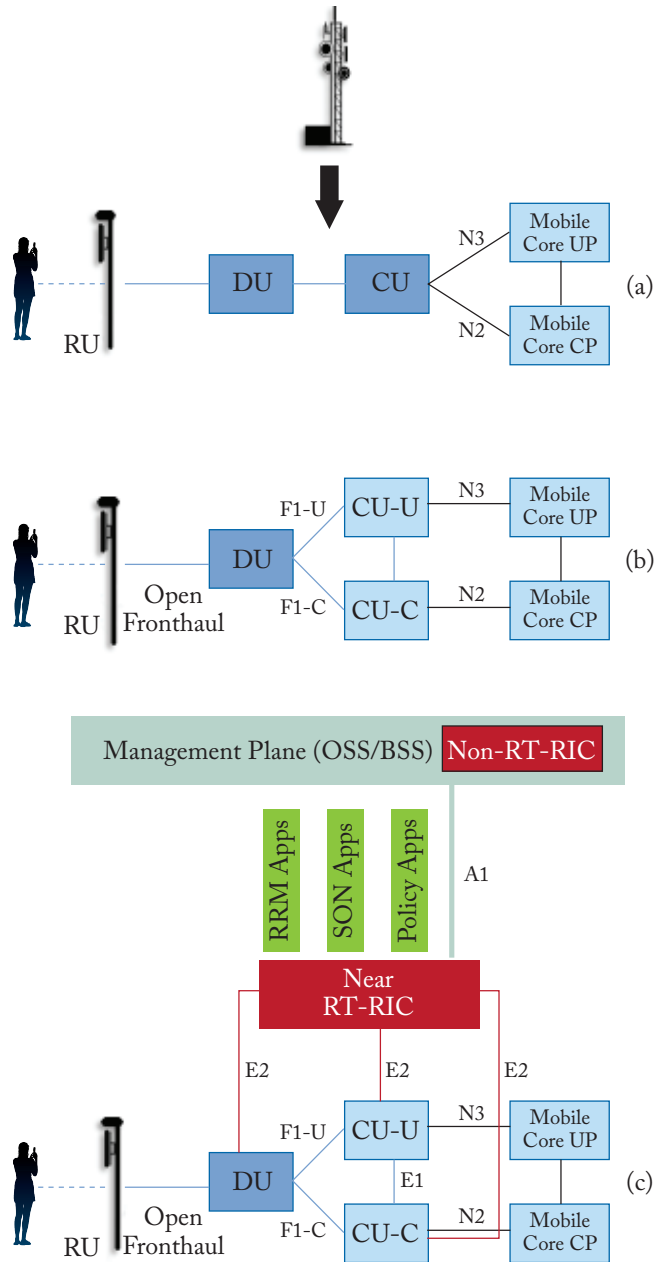 N3
Mobile
Core UP
DU
CU
(a)
RU
N2
Mobile
Core CP
F1-U
CU-U
N3
Mobile
Core UP
DU
(b)
Open
Fronthaul
RU
F1-C
CU-C
N2
Mobile
Core CP
Management Plane (OSS/BSS)
Non-RT-RIC
RRM Apps
SON Apps
Policy Apps
A1
Near
RT-RIC
E2
E2
E2
F1-U
CU-U
N3
Mobile
Core UP
DU
E1
(c)
Open
Fronthaul
RU
F1-C
CU-C
N2
Mobile
Core CP